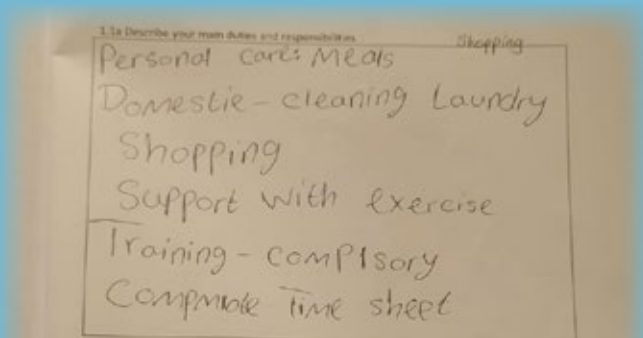 1.1a Describe your main duties and responsibilities
Shopping
Personal care: Meals
Domestie - cleaning Laundry
Shopping
Support with exercise
Training - complsory
Time sheet